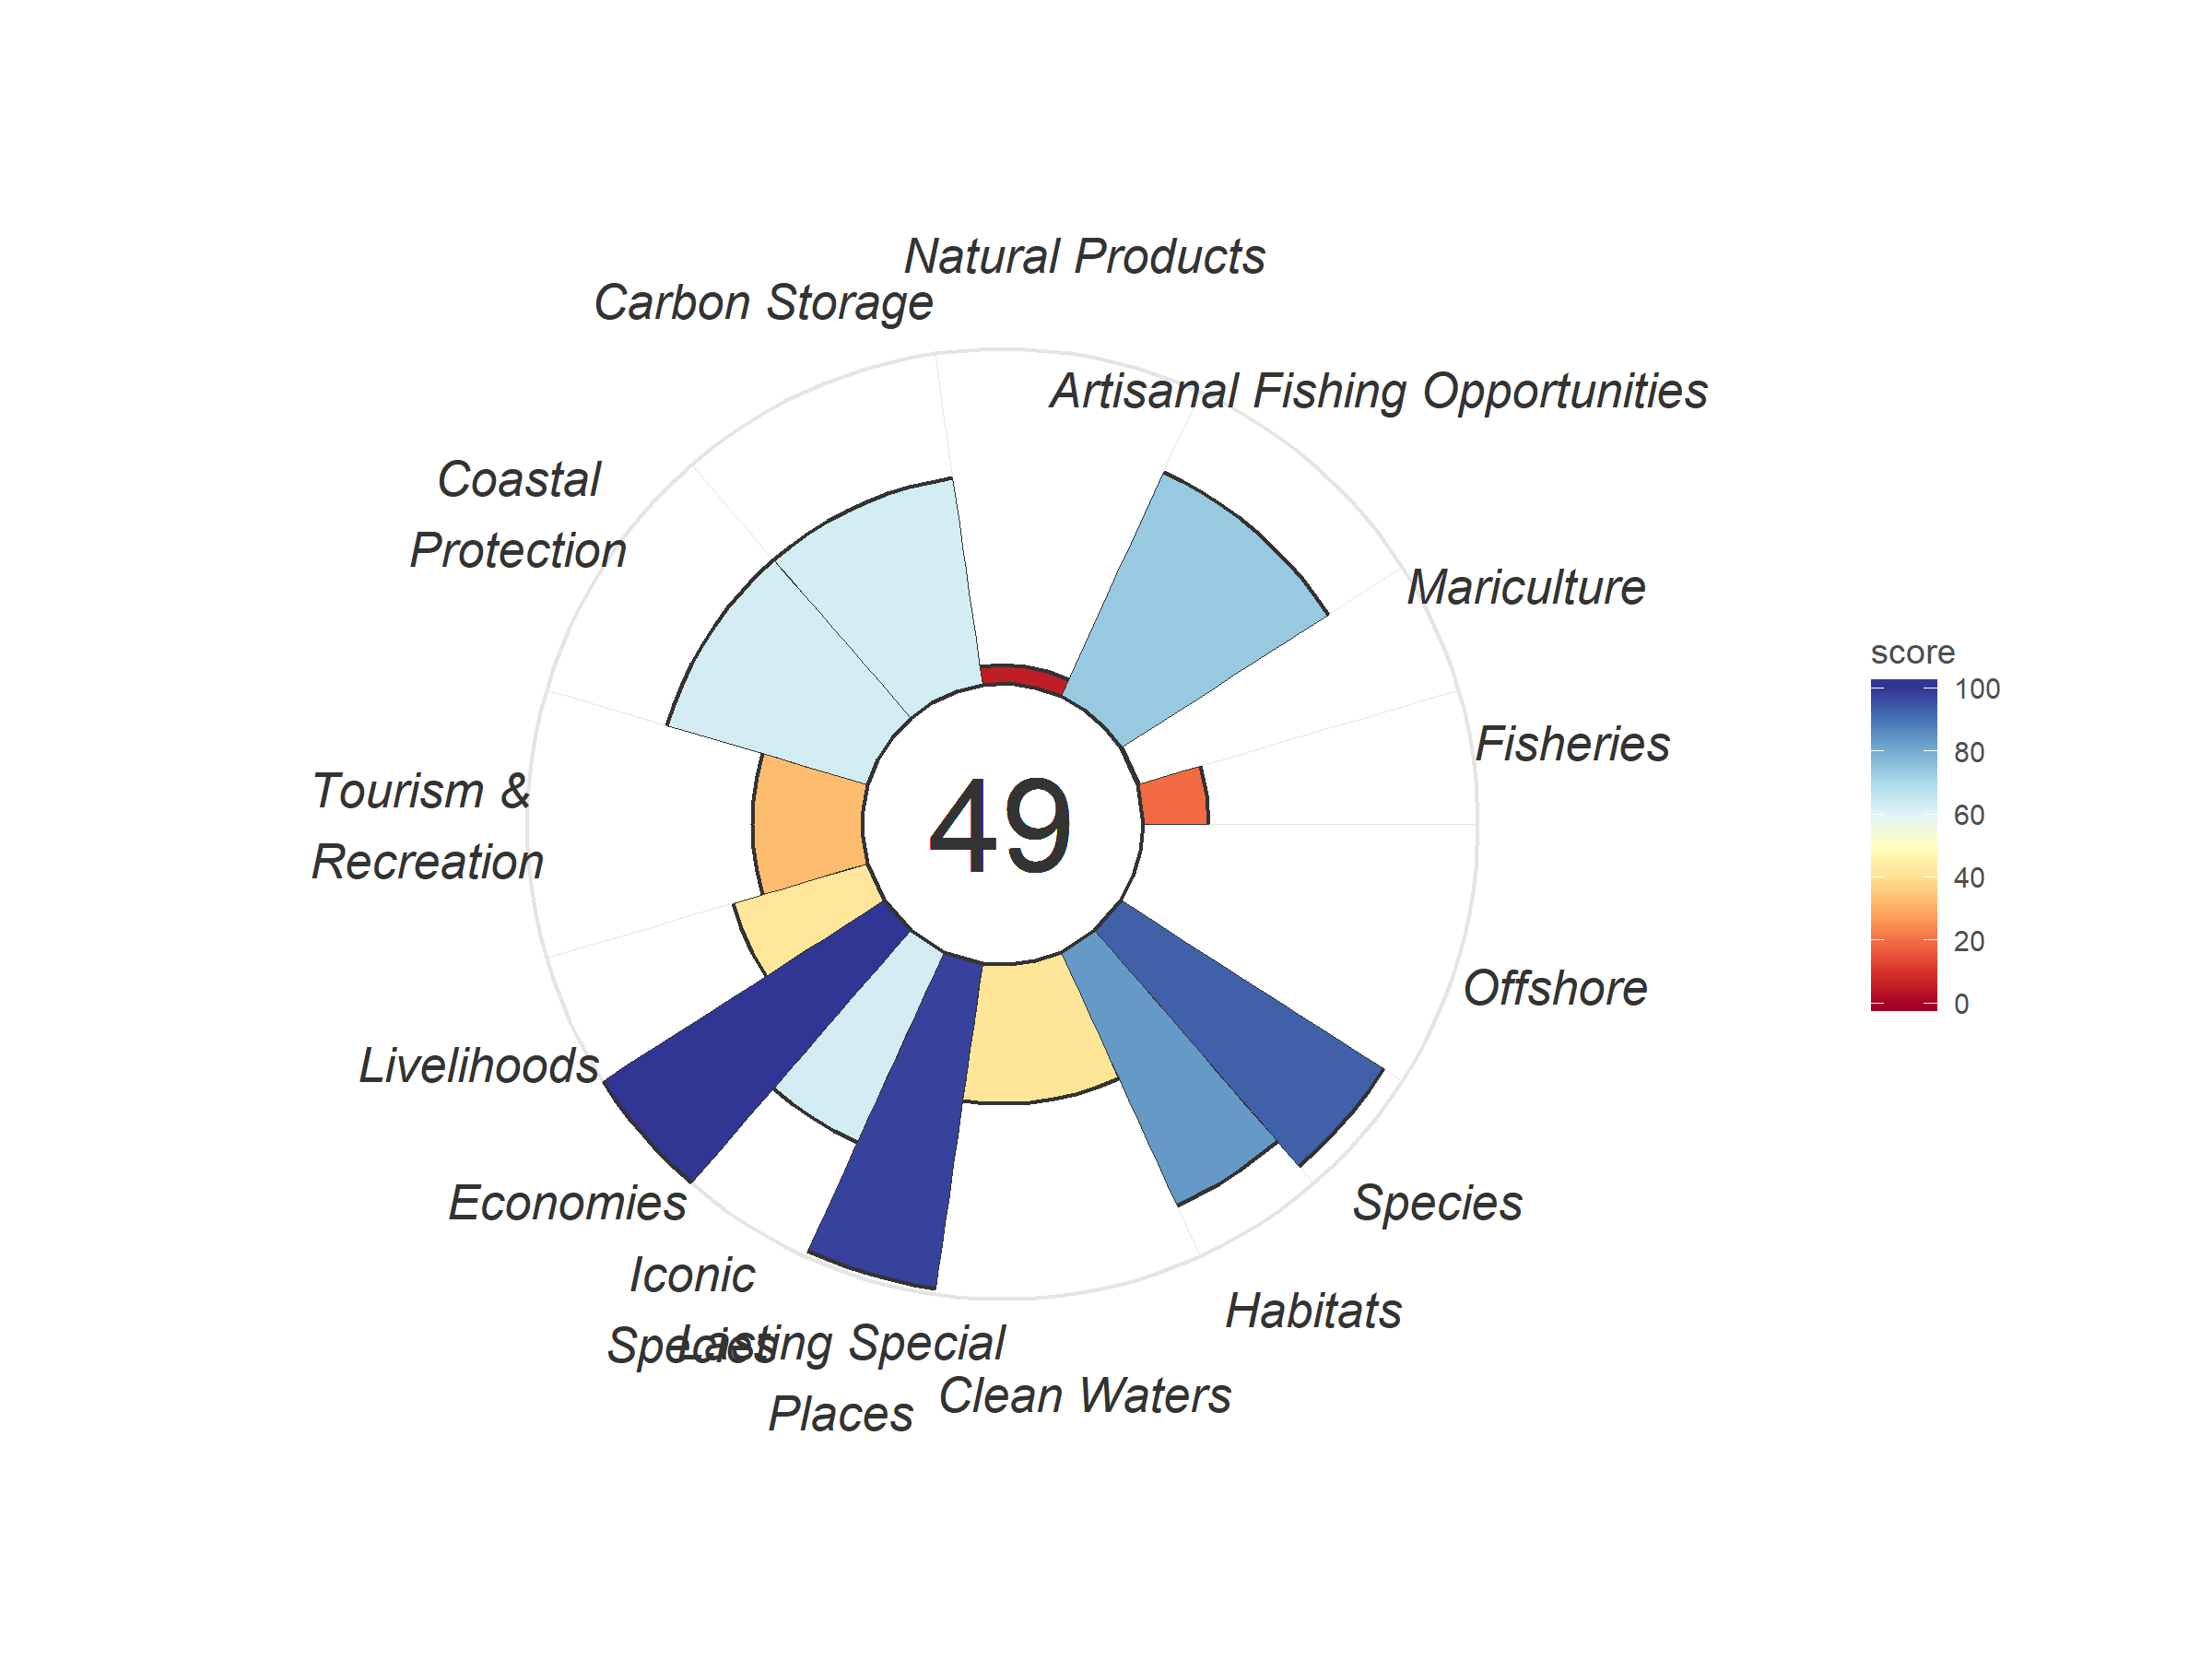 Natural Products
Carbon Storage
Artisanal Fishing Opportunities
Coastal
Protection
Mariculture
score
100
80
60
40
20
0
Fisheries
Tourism &
Recreation
49
Offshore
Livelihoods
Economies
Species
Iconic
Species
Habitats
Lasting Special
Places
Clean Waters